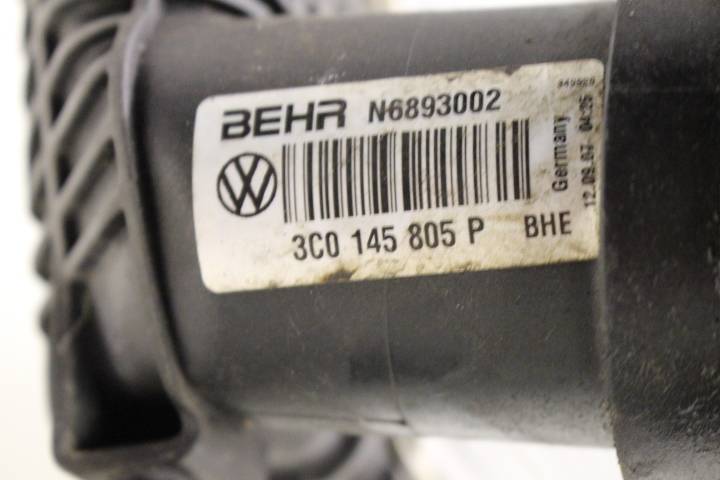 BEHR N6893002
3C0 145 805 P BHE
Germany
12.09.07 04:25